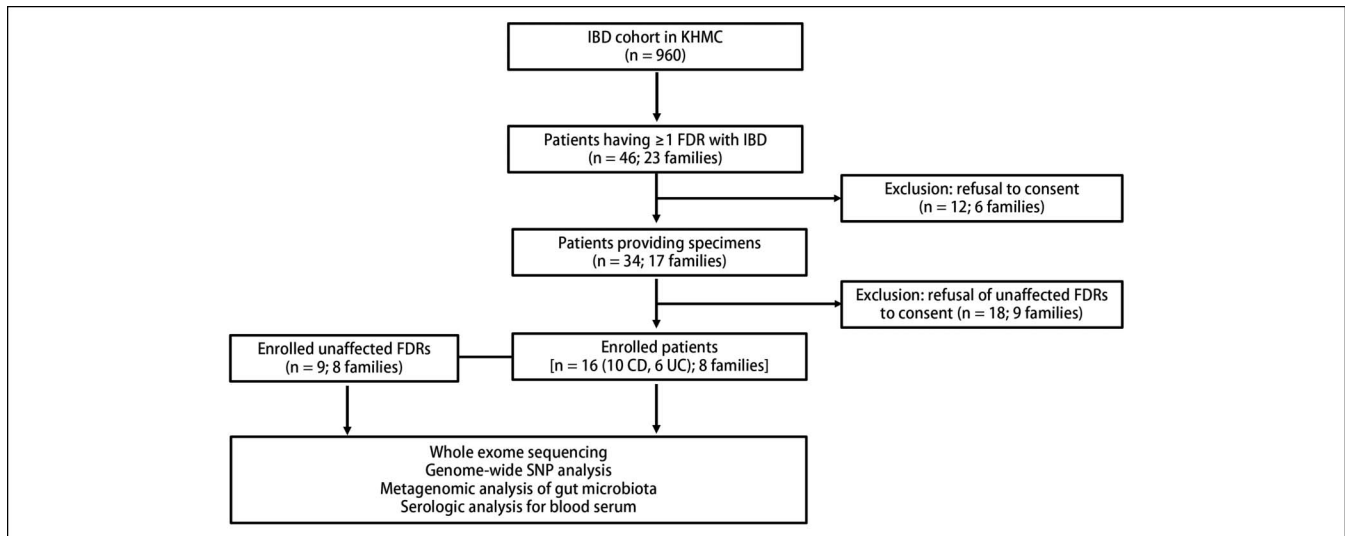 IBD cohort in KHMC
(n = 960)
Patients having ≥1 FDR with IBD
(n = 46; 23 families)
Exclusion: refusal to consent
(n = 12; 6 families)
Patients providing specimens
(n = 34; 17 families)
Exclusion: refusal of unaffected FDRs
to consent (n = 18; 9 families)
Enrolled unaffected FDRs
(n = 9; 8 families)
Enrolled patients
[n = 16 (10 CD, 6 UC); 8 families]
Whole exome sequencing
Genome-wide SNP analysis
Metagenomic analysis of gut microbiota
Serologic analysis for blood serum